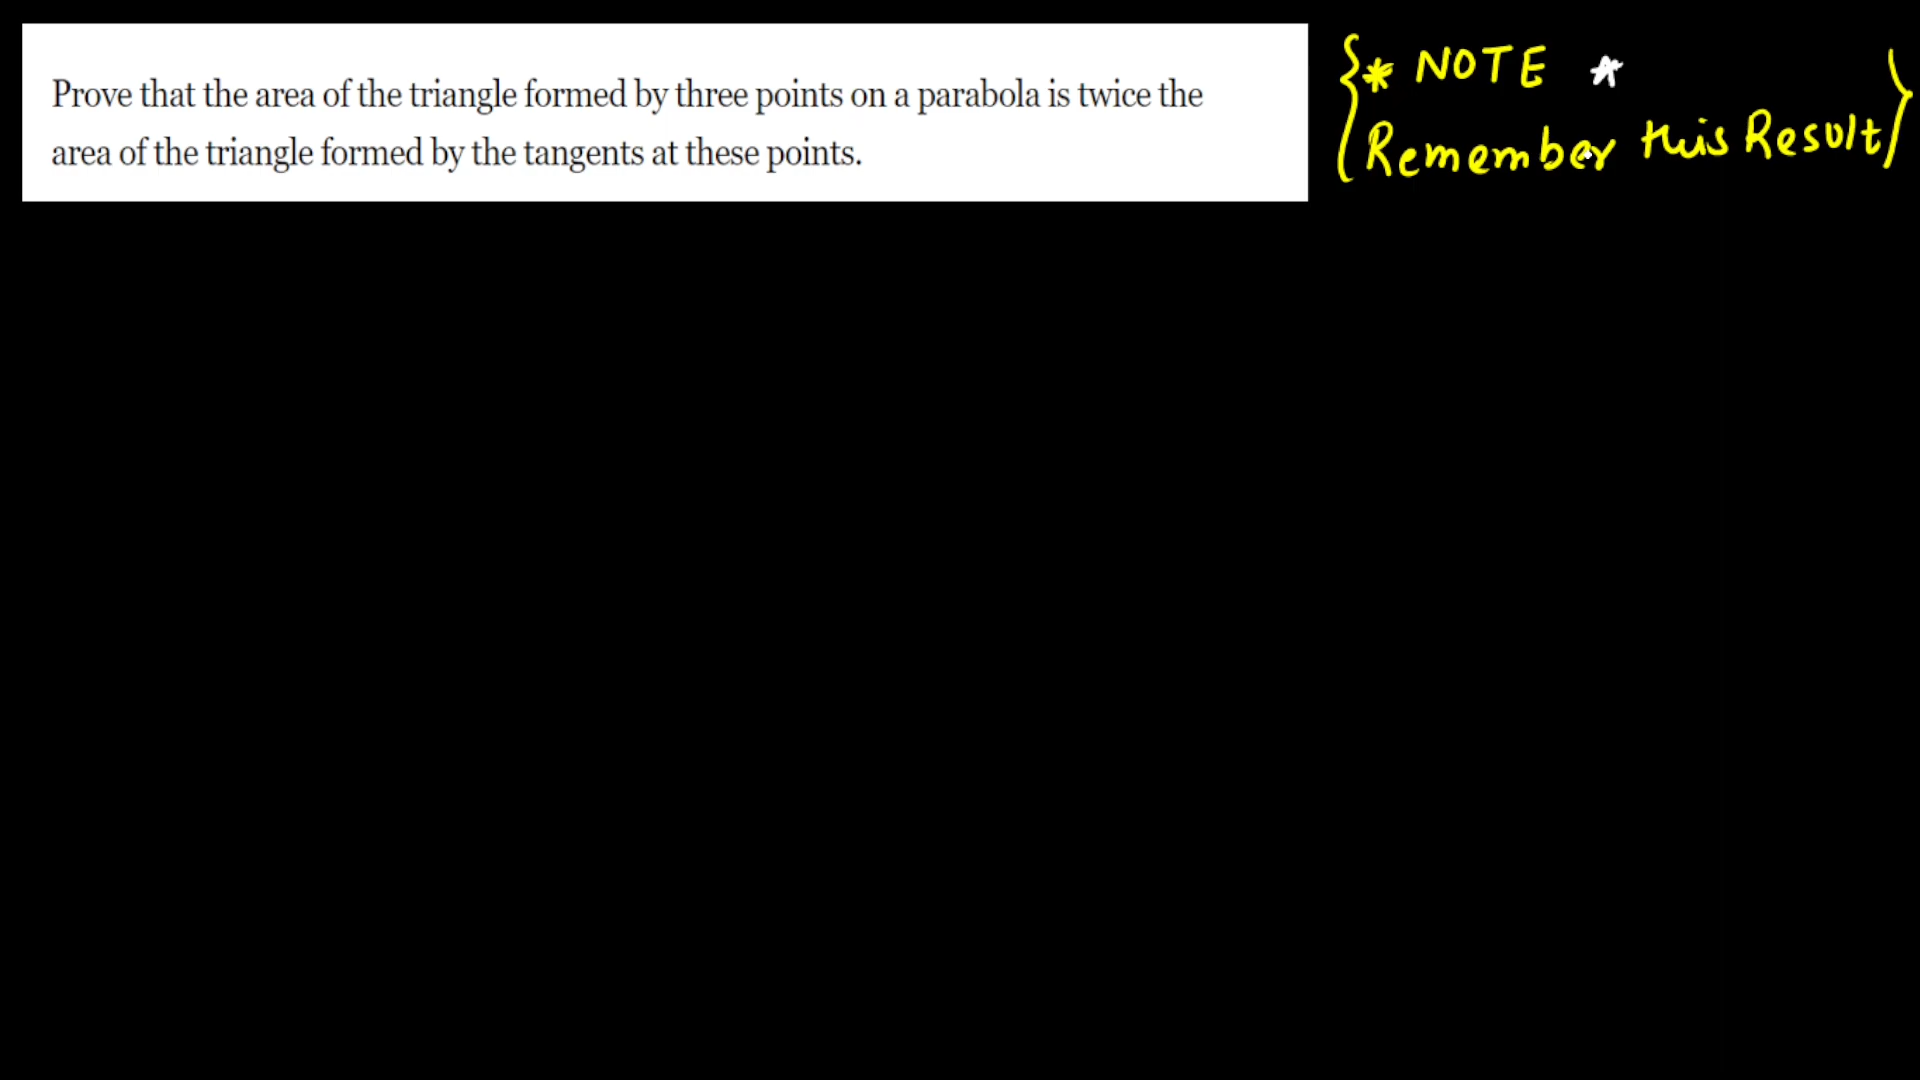 Prove that the area of the triangle formed by three points on a parabola is twice the
area of the triangle formed by the tangents at these points.
{* NOTE *
Remember this Result}